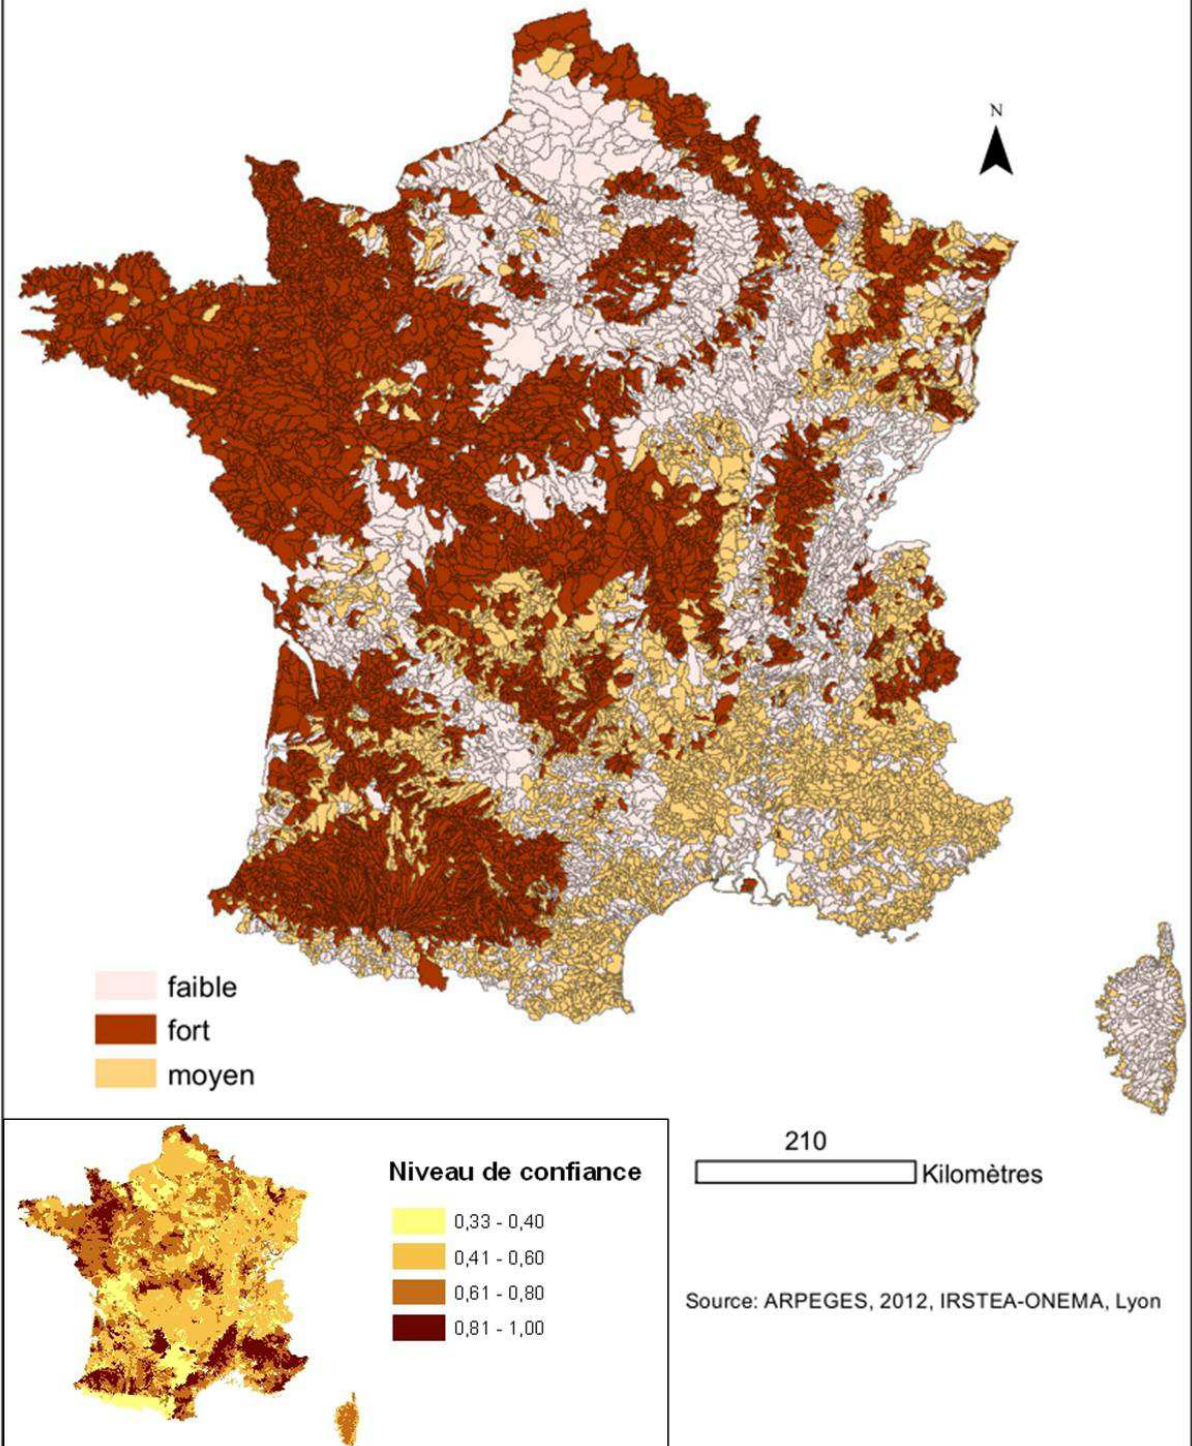 N
faible
fort
moyen
210
Kilomètres
Niveau de confiance
0,33 - 0,40
0,41 - 0,60
0,61 - 0,80
0,81 - 1,00
Source: ARPEGES, 2012, IRSTEA-ONEMA, Lyon